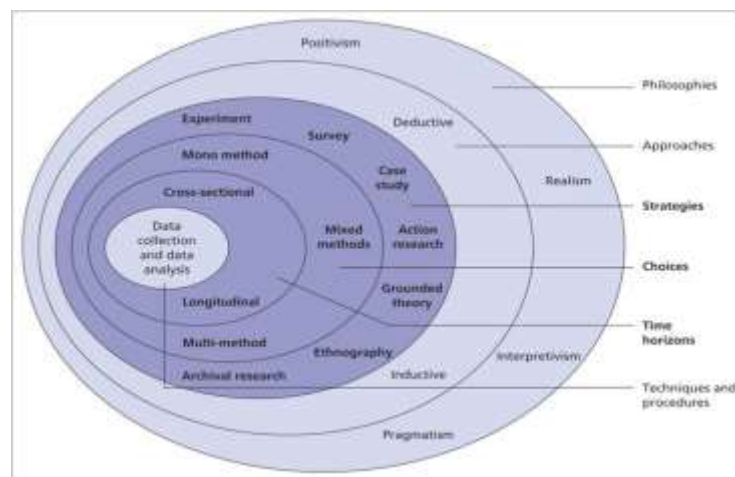 Positivism
Philosophies
Experiment
Deductive
Survey
Approaches
Mono method
Case
study
Realism
Cross-sectional
Strategies
Data
collection
and data
analysis
Mixed
methods
Action
research
Choices
Grounded
theory
Longitudinal
Time
horizons
Multi-method
Ethnography
Interpretivism
Archival research
Inductive
Techniques and
procedures
Pragmatism